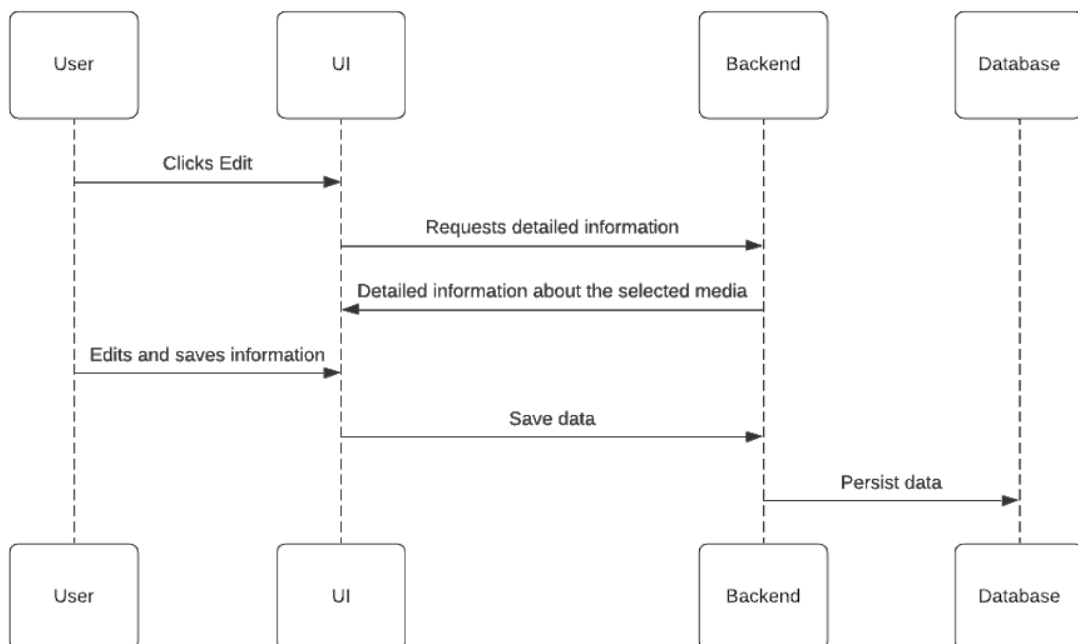 User
UI
Backend
Database
Clicks Edit
Requests detailed information
Detailed information about the selected media
Edits and saves information
Save data
Persist data
User
UI
Backend
Database